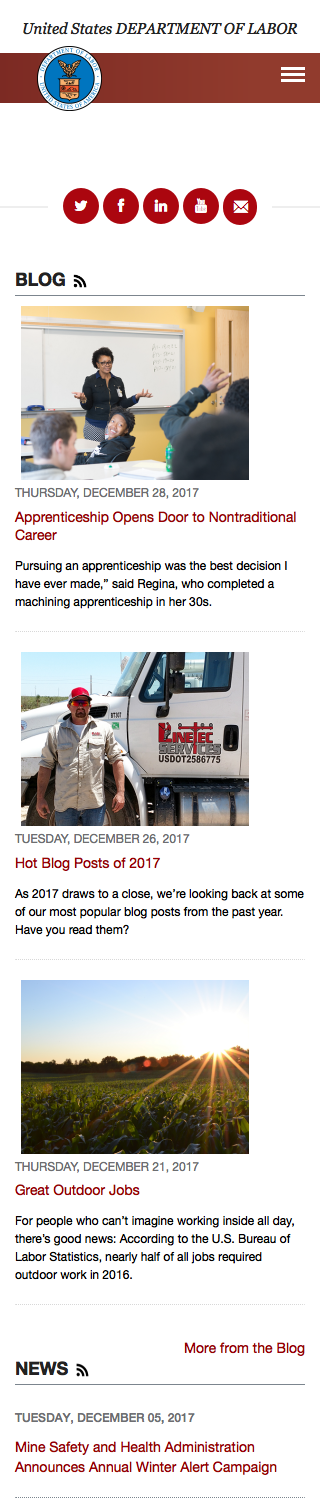 United States DEPARTMENT OF LABOR
DEPARTMENT OF LABOR
UNITED STATES OF AMERICA
BLOG
THURSDAY, DECEMBER 28, 2017
Apprenticeship Opens Door to Nontraditional
Career
Pursuing an apprenticeship was the best decision I
have ever made,” said Regina, who completed a
machining apprenticeship in her 30s.
LINETEC
SERVICES
USDOT2586775
TUESDAY, DECEMBER 26, 2017
Hot Blog Posts of 2017
As 2017 draws to a close, we’re looking back at some
of our most popular blog posts from the past year.
Have you read them?
THURSDAY, DECEMBER 21, 2017
Great Outdoor Jobs
For people who can’t imagine working inside all day,
there’s good news: According to the U.S. Bureau of
Labor Statistics, nearly half of all jobs required
outdoor work in 2016.
More from the Blog
NEWS
TUESDAY, DECEMBER 05, 2017
Mine Safety and Health Administration
Announces Annual Winter Alert Campaign